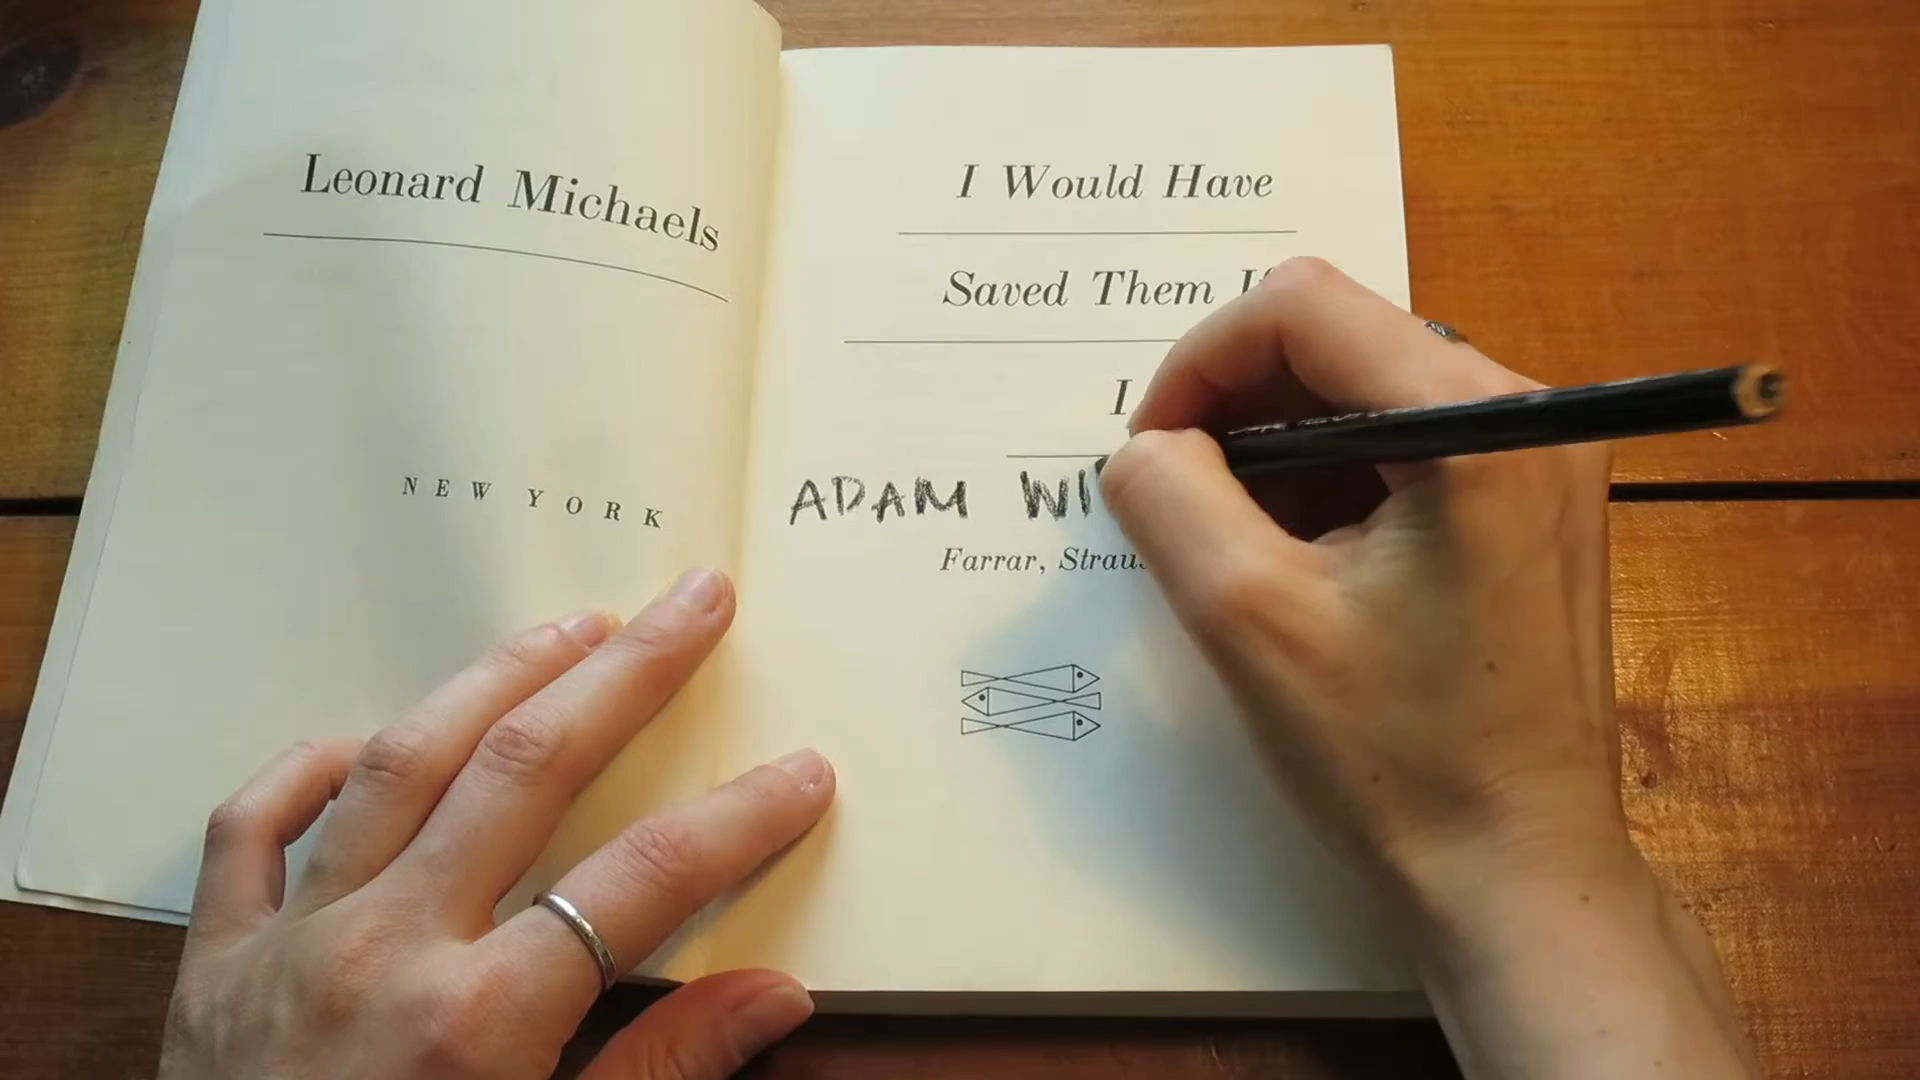 Leonard Michaels
NEW YORK
I Would Have
Saved Them
I
ADAM
Farrar,